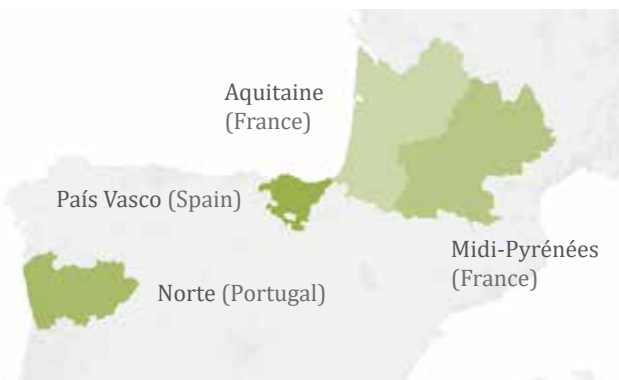 Aquitaine
(France)
País Vasco (Spain)
Midi-Pyrénées
(France)
Norte (Portugal)